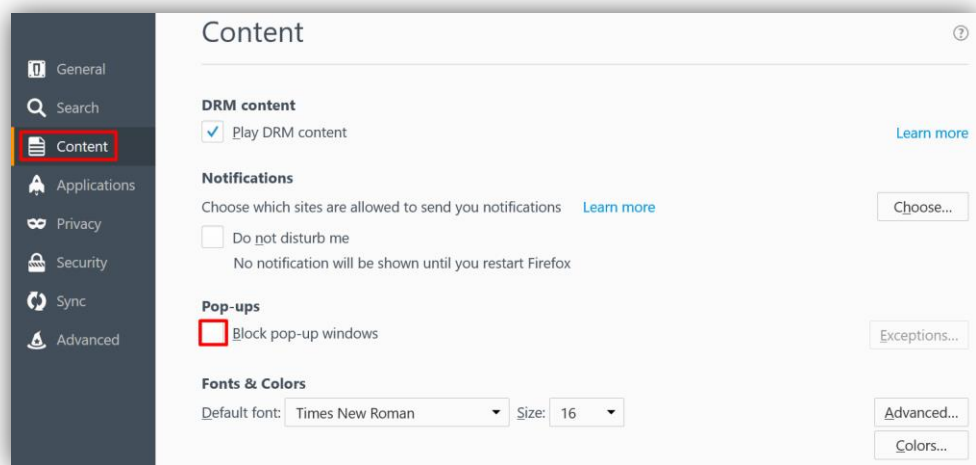 Content
General
Search
Content
Applications
Privacy
Security
Sync
Advanced
DRM content
Play DRM content
Learn more
Notifications
Choose which sites are allowed to send you notifications Learn more
Choose...
Do not disturb me
No notification will be shown until you restart Firefox
Pop-ups
Block pop-up windows
Exceptions...
Fonts & Colors
Default font: Times New Roman Size: 16
Advanced...
Colors...